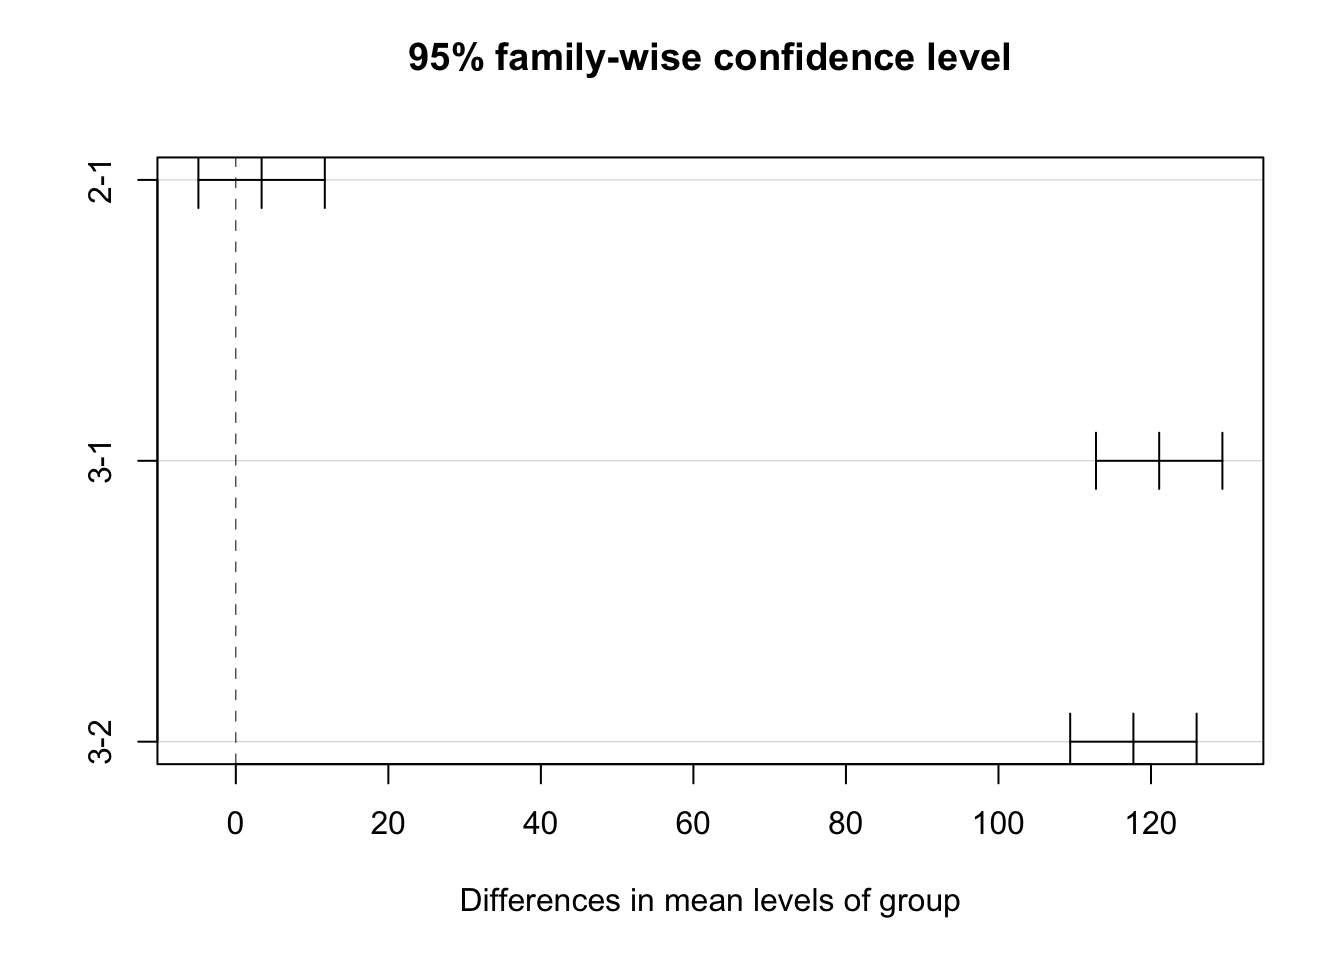 95% family-wise confidence level
2-1
3-1
3-2
0 20 40 60 80 100 120
Differences in mean levels of group